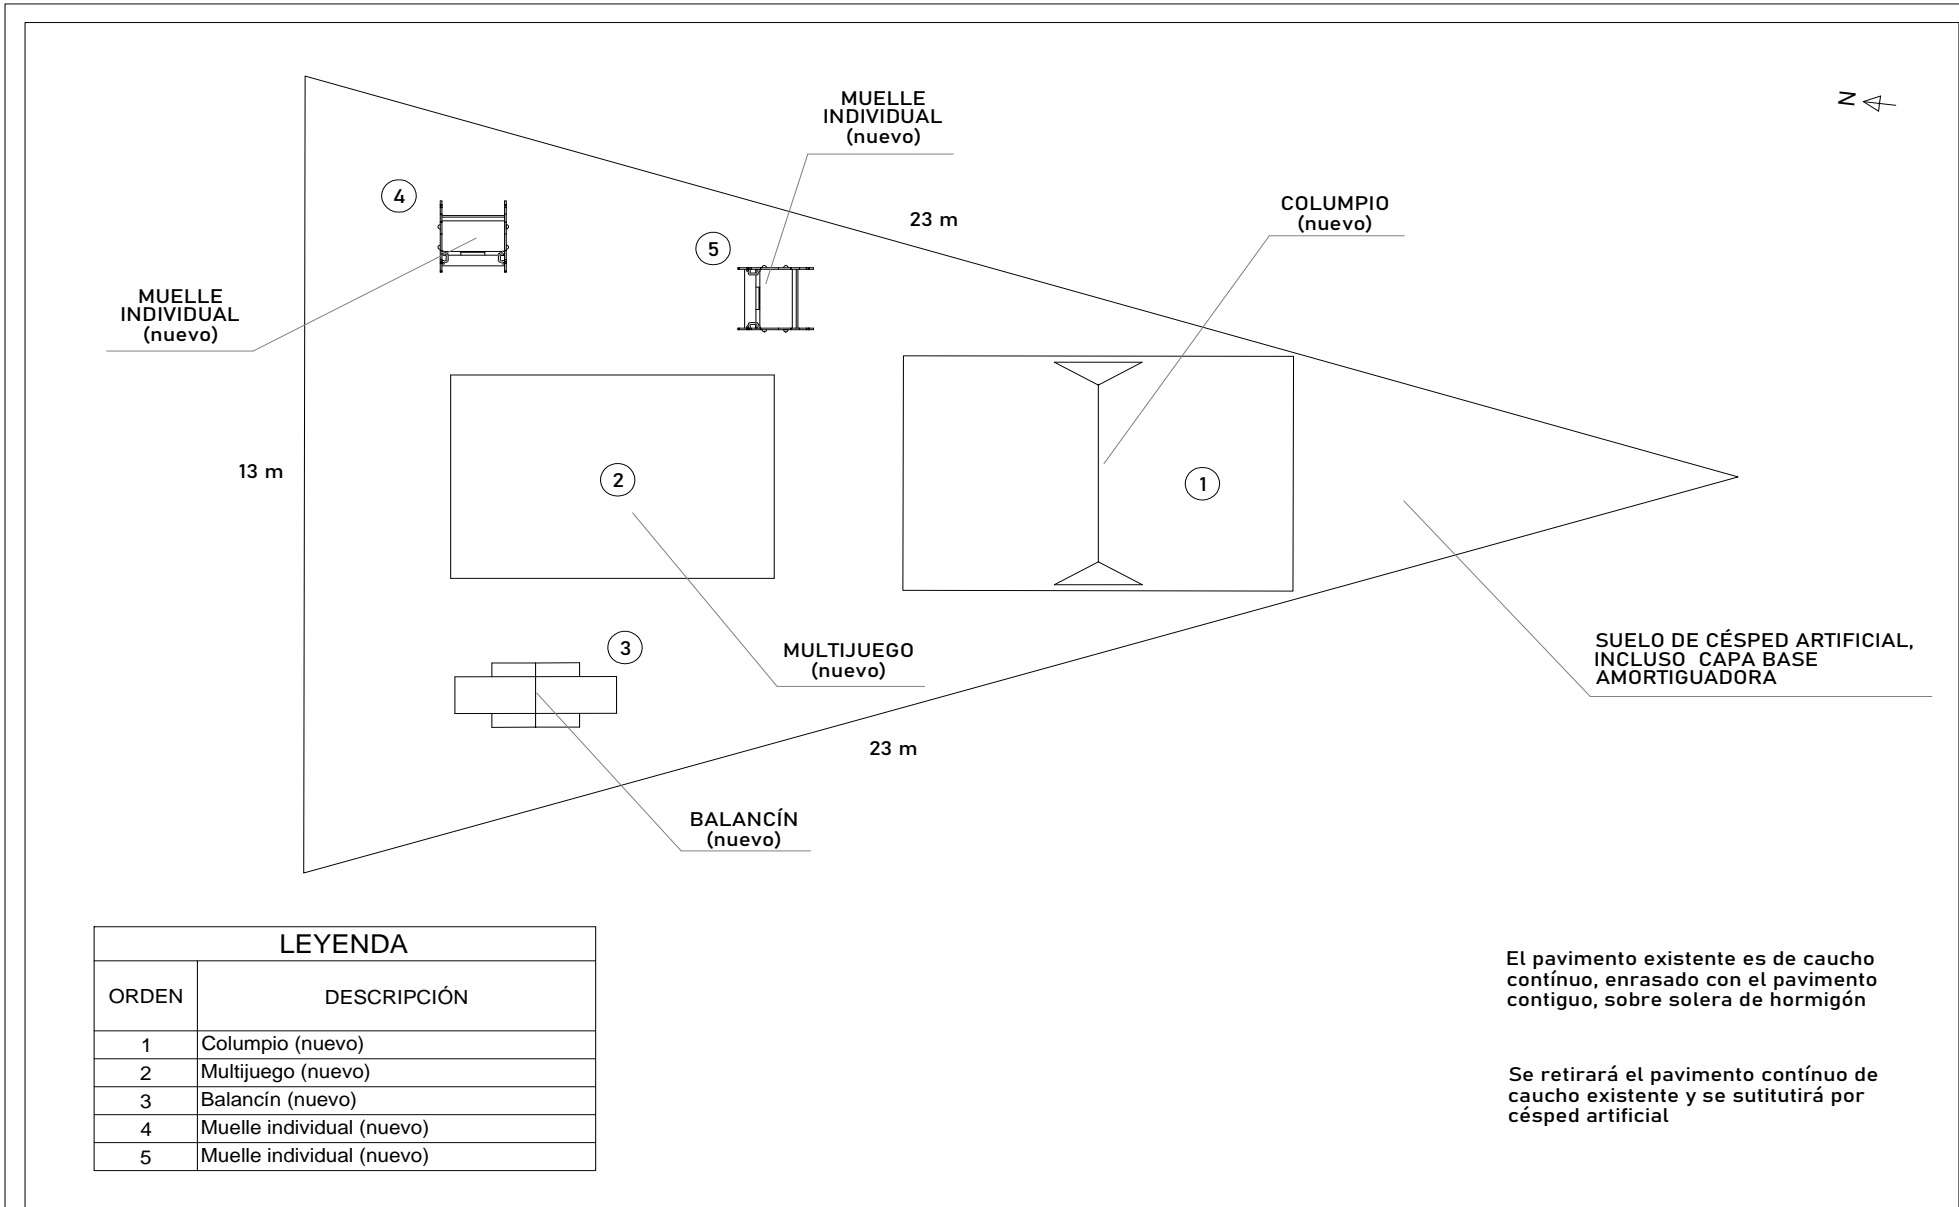 MUELLE
INDIVIDUAL
(nuevo)
N
4
23 m
COLUMPIO
(nuevo)
5
MUELLE
INDIVIDUAL
(nuevo)
13 m
2
1
3
MULTIJUEGO
(nuevo)
SUELO DE CÉSPED ARTIFICIAL,
INCLUSO CAPA BASE
AMORTIGUADORA
23 m
BALANCÍN
(nuevo)
LEYENDA
ORDEN DESCRIPCIÓN
1 Columpio (nuevo)
2 Multijuego (nuevo)
3 Balancín (nuevo)
4 Muelle individual (nuevo)
5 Muelle individual (nuevo)
El pavimento existente es de caucho
contínuo, enrasado con el pavimento
contiguo, sobre solera de hormigón
Se retirará el pavimento contínuo de
caucho existente y se sutitutirá por
césped artificial